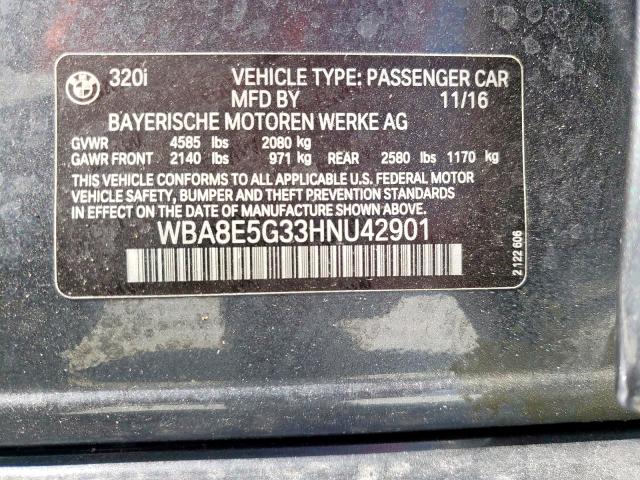 320i VEHICLE TYPE: PASSENGER CAR
MFD BY 11/16
BAYERISCHE MOTOREN WERKE AG
GVWR 4585 lbs 2080 kg
GAWR FRONT 2140 lbs 971 kg REAR 2580 lbs 1170 kg
THIS VEHICLE CONFORMS TO ALL APPLICABLE U.S. FEDERAL MOTOR
VEHICLE SAFETY, BUMPER AND THEFT PREVENTION STANDARDS
IN EFFECT ON THE DATE OF MANUFACTURE SHOWN ABOVE.
WBA8E5G33HNU42901
2 122 606